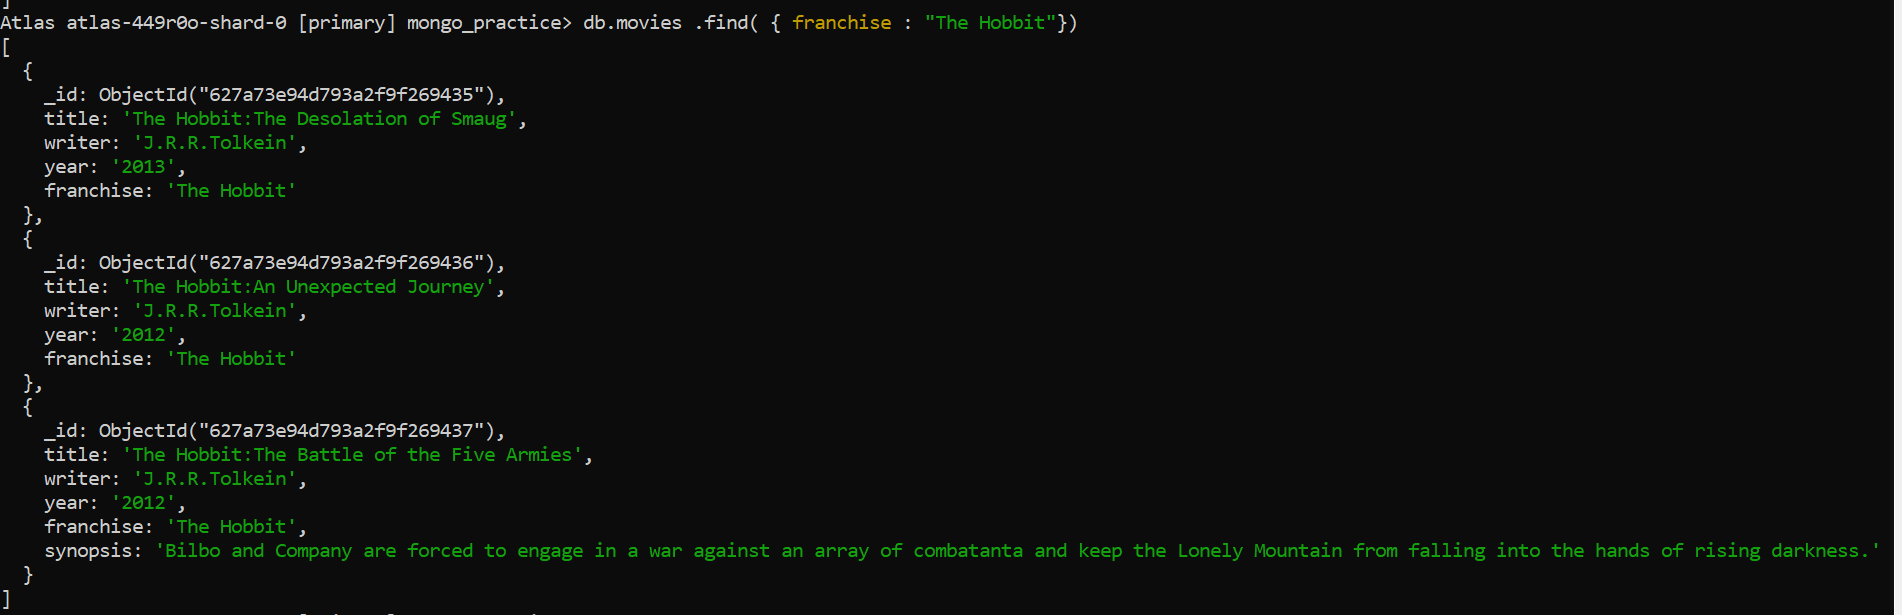 ]
Atlas atlas-449r0o-shard-0 [primary] mongo_practice> db.movies .find( { franchise : "The Hobbit"})
[
  {
    _id: ObjectId("627a73e94d793a2f9f269435"),
    title: 'The Hobbit:The Desolation of Smaug',
    writer: 'J.R.R.Tolkein',
    year: '2013',
    franchise: 'The Hobbit'
  },
  {
    _id: ObjectId("627a73e94d793a2f9f269436"),
    title: 'The Hobbit:An Unexpected Journey',
    writer: 'J.R.R.Tolkein',
    year: '2012',
    franchise: 'The Hobbit'
  },
  {
    _id: ObjectId("627a73e94d793a2f9f269437"),
    title: 'The Hobbit:The Battle of the Five Armies',
    writer: 'J.R.R.Tolkein',
    year: '2012',
    franchise: 'The Hobbit',
    synopsis: 'Bilbo and Company are forced to engage in a war against an array of combatanta and keep the Lonely Mountain from falling into the hands of rising darkness.'
  }
]